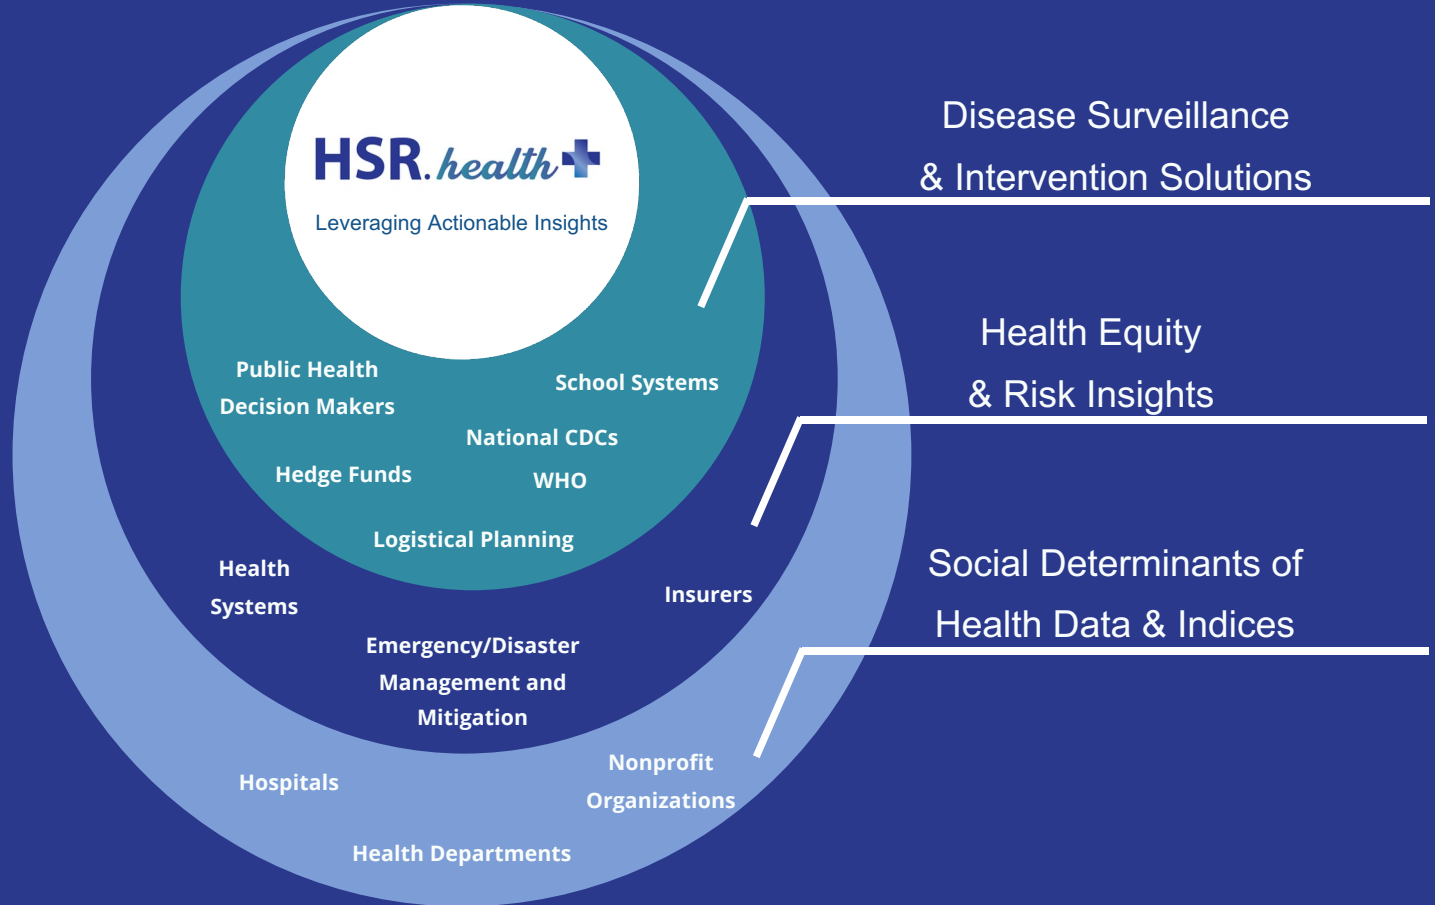 HSR.health
Leveraging Actionable Insights
Disease Surveillance
& Intervention Solutions
Public Health
Decision Makers
School Systems
National CDCs
Hedge Funds
WHO
Logistical Planning
Health Equity
& Risk Insights
Health
Systems
Insurers
Emergency/Disaster
Management and
Mitigation
Social Determinants of
Health Data & Indices
Hospitals
Nonprofit
Organizations
Health Departments